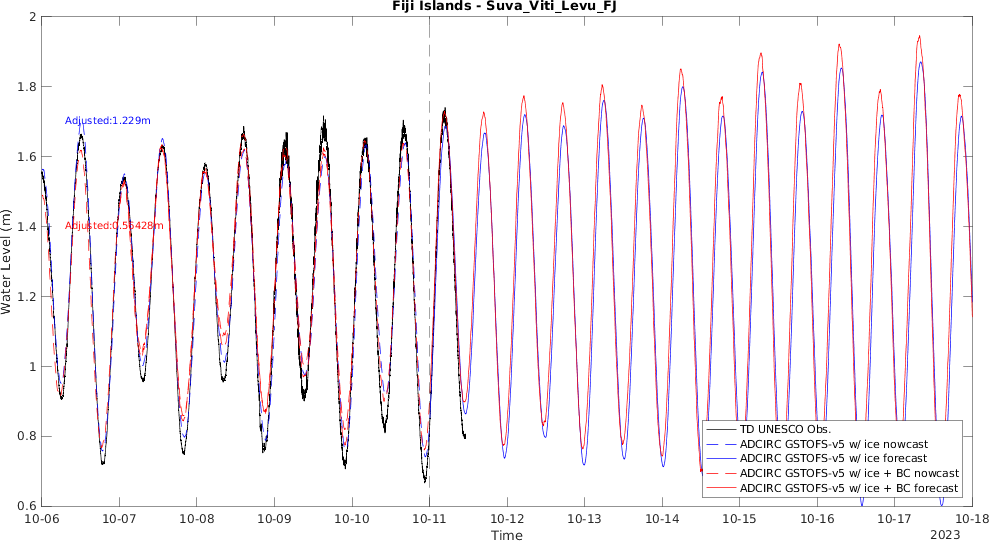 Fiji Islands - Suva_Viti_Levu_FJ
2
1.8
1.6
1.4
1.2
1
0.8
0.6
Water Level (m)
Adjusted:1.229m
Adjusted:0.56428m
TD UNESCO Obs.
ADCIRC GSTOFS-v5 w/ ice nowcast
ADCIRC GSTOFS-v5 w/ ice forecast
ADCIRC GSTOFS-v5 w/ ice + BC nowcast
ADCIRC GSTOFS-v5 w/ ice + BC forecast
10-06 10-07 10-08 10-09 10-10 10-11 10-12 10-13 10-14 10-15 10-16 10-17 10-18
Time
2023